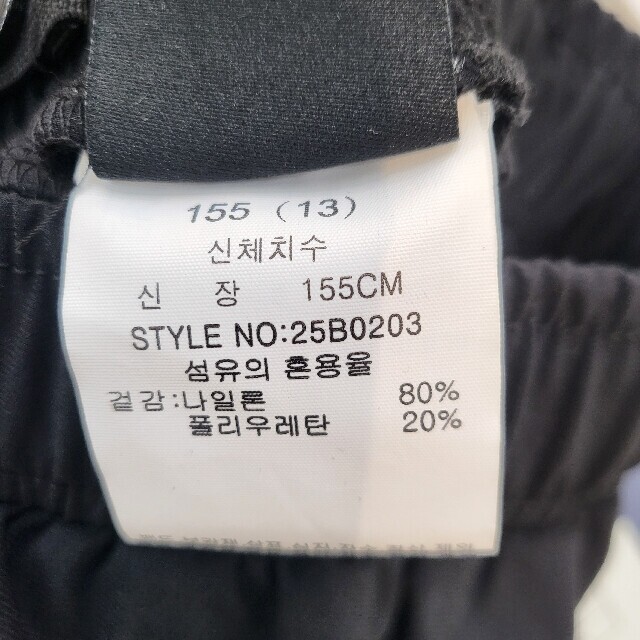 155 (13)
신체치수
신 장 155CM
STYLE NO:25B0203
섬유의 혼용율
겉감:나일론 80%
폴리우레탄 20%